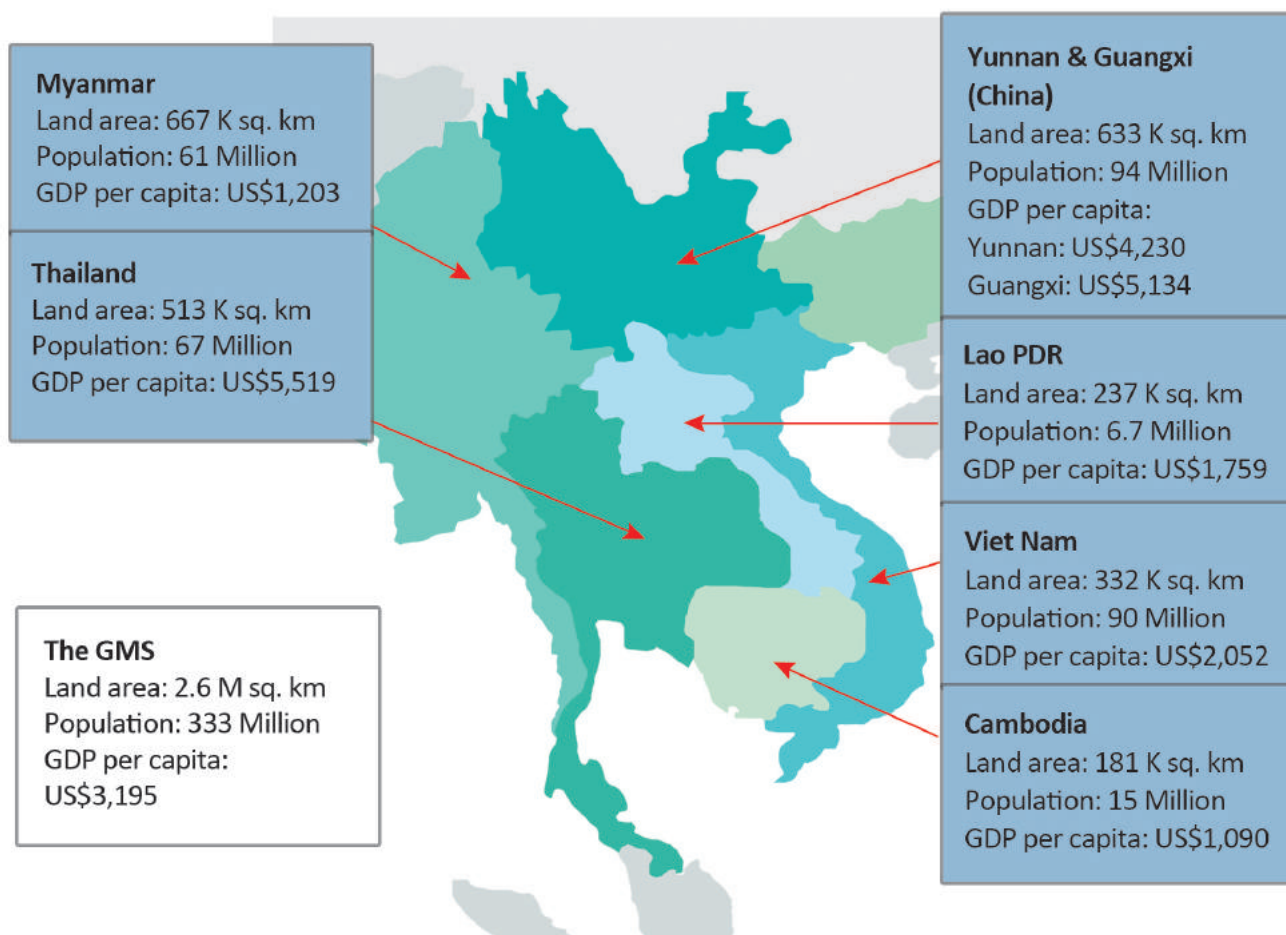 Myanmar
Land area: 667 K sq. km
Population: 61 Million
GDP per capita: US$1,203
Thailand
Land area: 513 K sq. km
Population: 67 Million
GDP per capita: US$5,519
The GMS
Land area: 2.6 M sq. km
Population: 333 Million
GDP per capita:
US$3,195
Yunnan & Guangxi
(China)
Land area: 633 K sq. km
Population: 94 Million
GDP per capita:
Yunnan: US$4,230
Guangxi: US$5,134
Lao PDR
Land area: 237 K sq. km
Population: 6.7 Million
GDP per capita: US$1,759
Viet Nam
Land area: 332 K sq. km
Population: 90 Million
GDP per capita: US$2,052
Cambodia
Land area: 181 K sq. km
Population: 15 Million
GDP per capita: US$1,090